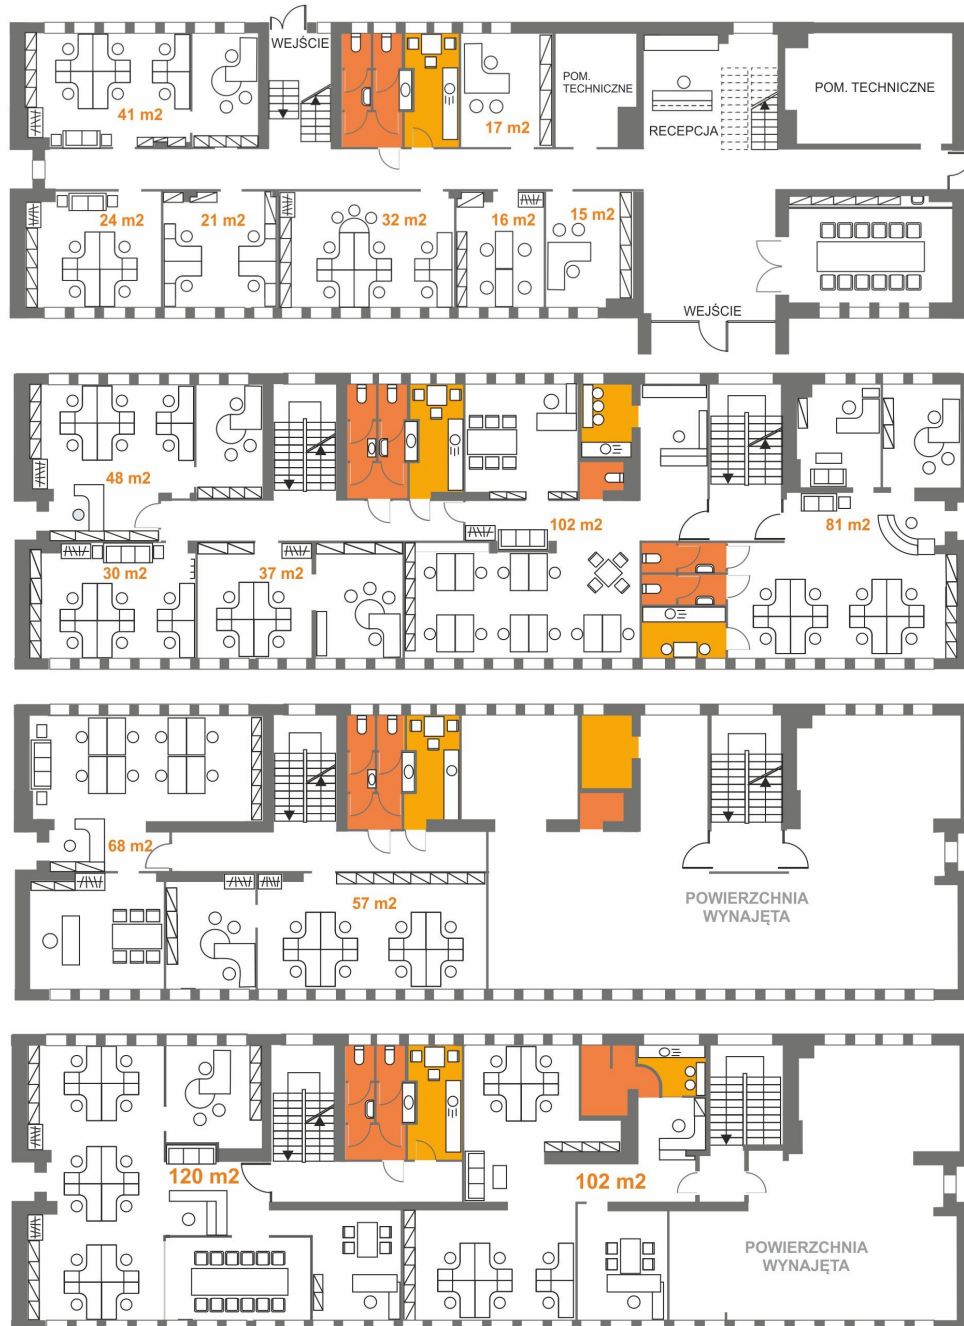 WEJŚCIE
41 m2
17 m2
POM.
TECHNICZNE
RECEPCJA
POM. TECHNICZNE
24 m2
21 m2
32 m2
16 m2
15 m2
WEJŚCIE
48 m2
102 m2
81 m2
30 m2
37 m2
68 m2
57 m2
POWIERZCHNIA
WYNAJĘTA
120 m2
102 m2
POWIERZCHNIA
WYNAJĘTA